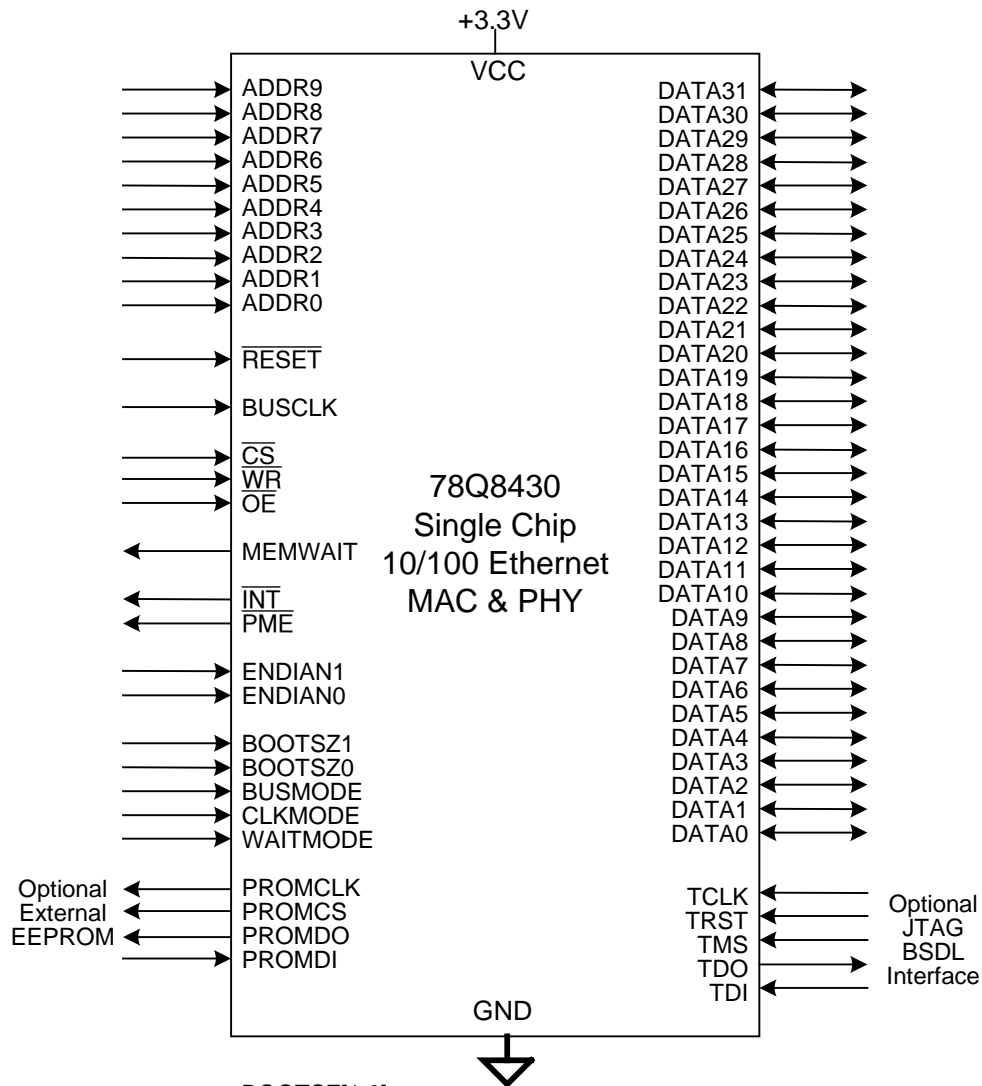 +3.3V
VCC
ADDR9
ADDR8
ADDR7
ADDR6
ADDR5
ADDR4
ADDR3
ADDR2
ADDR1
ADDR0
RESET
BUSCLK
CS
WR
OE
MEMWAIT
INT
PME
ENDIAN1
ENDIAN0
BOOTSZ1
BOOTSZ0
BUSMODE
CLKMODE
WAITMODE
Optional
External
EEPROM
PROMCLK
PROMCS
PROMDO
PROMDI
78Q8430
Single Chip
10/100 Ethernet
MAC & PHY
DATA31
DATA30
DATA29
DATA28
DATA27
DATA26
DATA25
DATA24
DATA23
DATA22
DATA21
DATA20
DATA19
DATA18
DATA17
DATA16
DATA15
DATA14
DATA13
DATA12
DATA11
DATA10
DATA9
DATA8
DATA7
DATA6
DATA5
DATA4
DATA3
DATA2
DATA1
DATA0
TCLK
TRST
TMS
TDO
TDI
Optional
JTAG
BSDL
Interface
GND